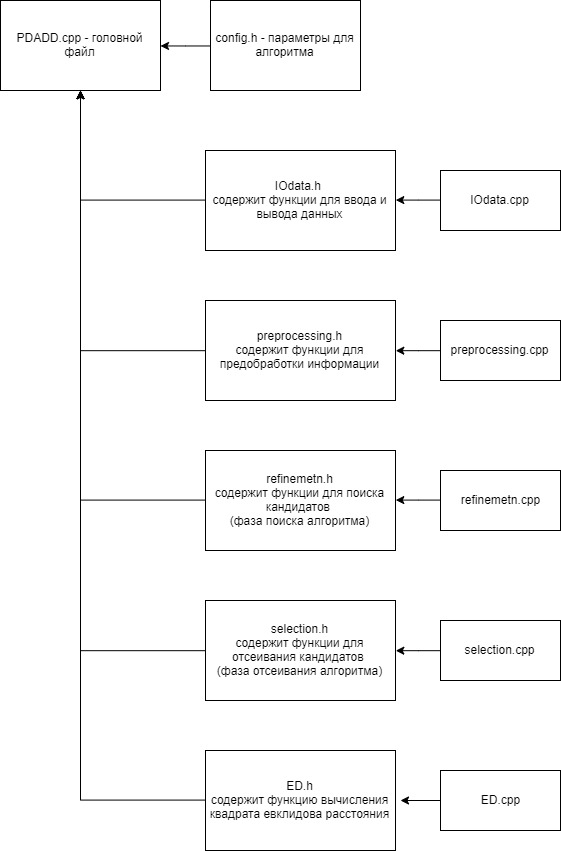 PDADD.cpp - головной
файл
config.h - параметры для
алгоритма
IOdata.h
содержит функции для ввода и
вывода данных
IOdata.cpp
preprocessing.h
содержит функции для
предобработки информации
preprocessing.cpp
refinemetn.h
содержит функции для поиска
кандидатов
(фаза поиска алгоритма)
refinemetn.cpp
selection.h
содержит функции для
отсеивания кандидатов
(фаза отсеивания алгоритма)
selection.cpp
ED.h
содержит функцию вычисления
квадрата евклидова расстояния
ED.cpp